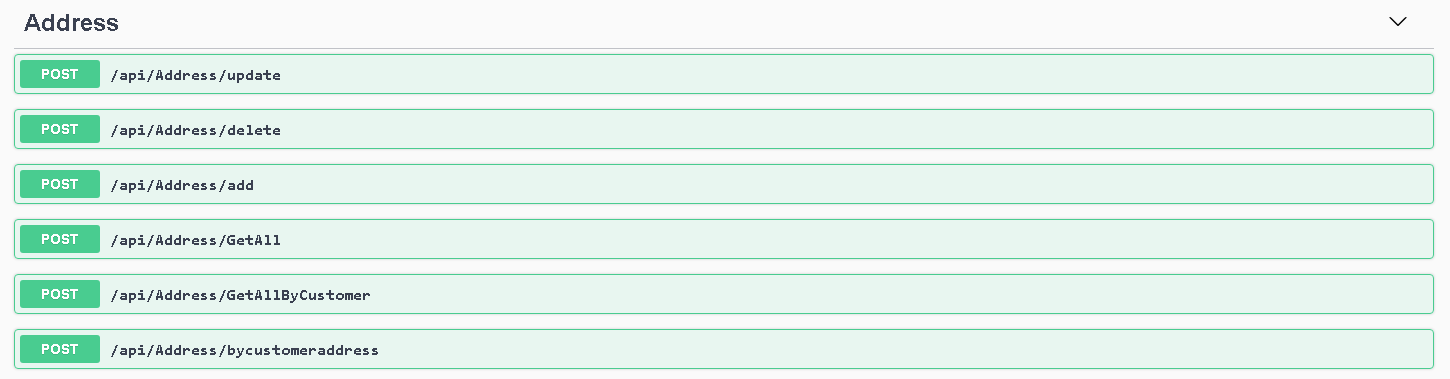 Address
POST /api/Address/update
POST /api/Address/delete
POST /api/Address/add
POST /api/Address/GetAll
POST /api/Address/GetAllByCustomer
POST /api/Address/bycustomeraddress